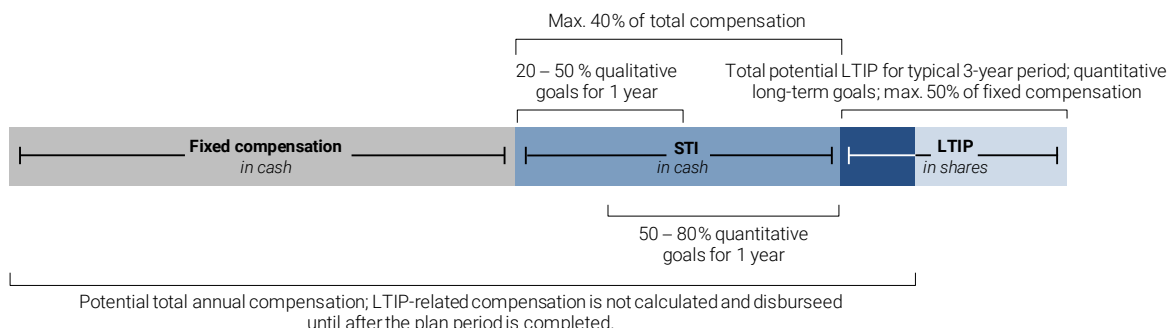 Max. 40% of total compensation
20 – 50 % qualitative
goals for 1 year
Total potential LTIP for typical 3-year period; quantitative
long-term goals; max. 50% of fixed compensation
Fixed compensation
in cash
STI
in cash
LTIP
in shares
50 – 80% quantitative
goals for 1 year
Potential total annual compensation; LTIP-related compensation is not calculated and disburseed
until after the plan period is completed.